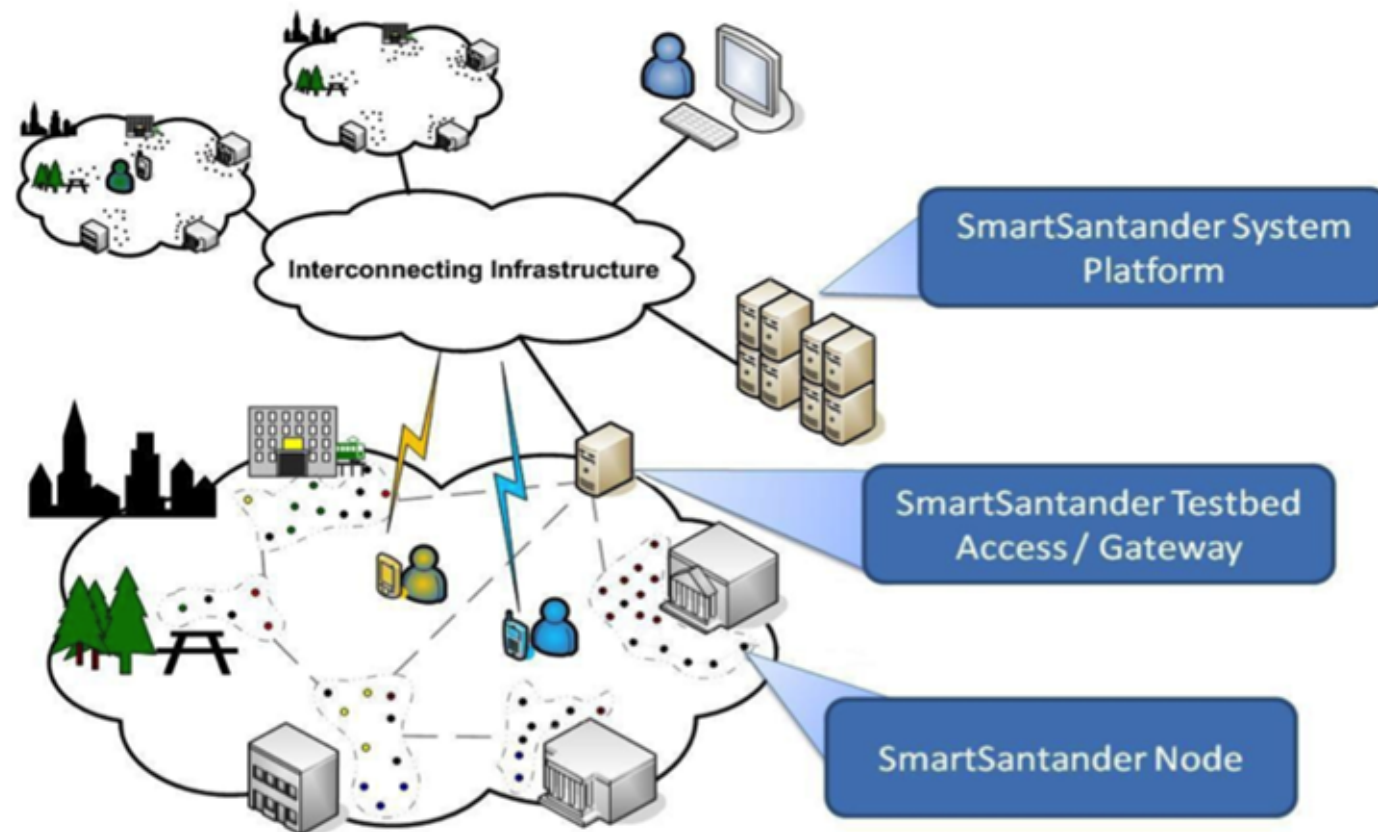 Interconnecting Infrastructure
SmartSantander System
Platform
SmartSantander Testbed
Access / Gateway
SmartSantander Node